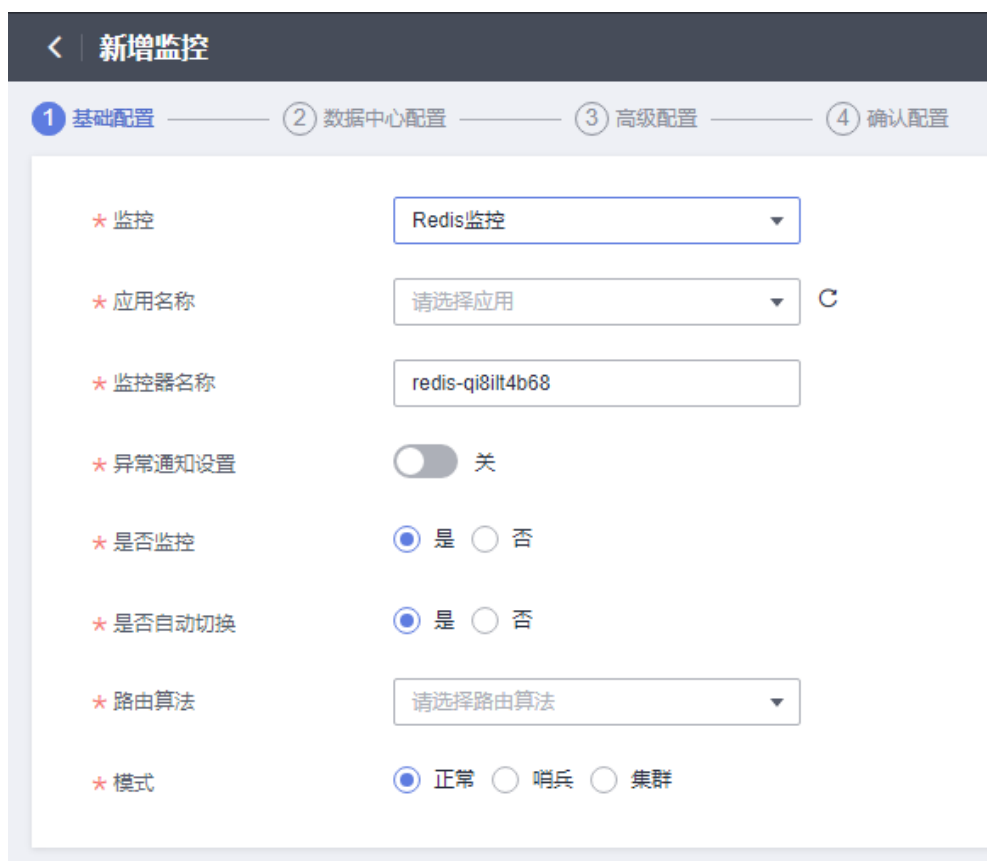 新增监控
1 基础配置 2 数据中心配置 3 高级配置 4 确认配置
* 监控 Redis监控
* 应用名称 请选择应用
* 监控器名称 redis-qi8ilt4b68
* 异常通知设置 关
* 是否监控 是 否
* 是否自动切换 是 否
* 路由算法 请选择路由算法
* 模式 正常 哨兵 集群